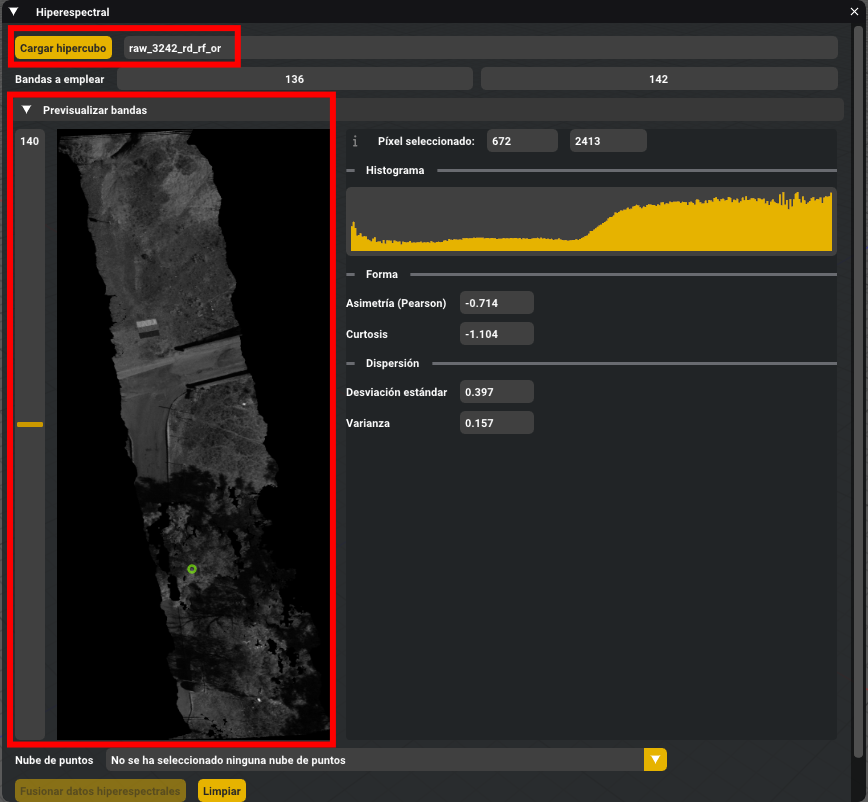 Hiperespectral
Cargar hipercubo raw_3242_rd_rf_or
Bandas a emplear 136 142
Previsualizar bandas
140
Píxel seleccionado: 672 2413
Histograma
Forma
Asimetría (Pearson) -0.714
Curtosis -1.104
Dispersión
Desviación estándar 0.397
Varianza 0.157
Nube de puntos No se ha seleccionado ninguna nube de puntos
Fusionar datos hiperespectrales Limpiar